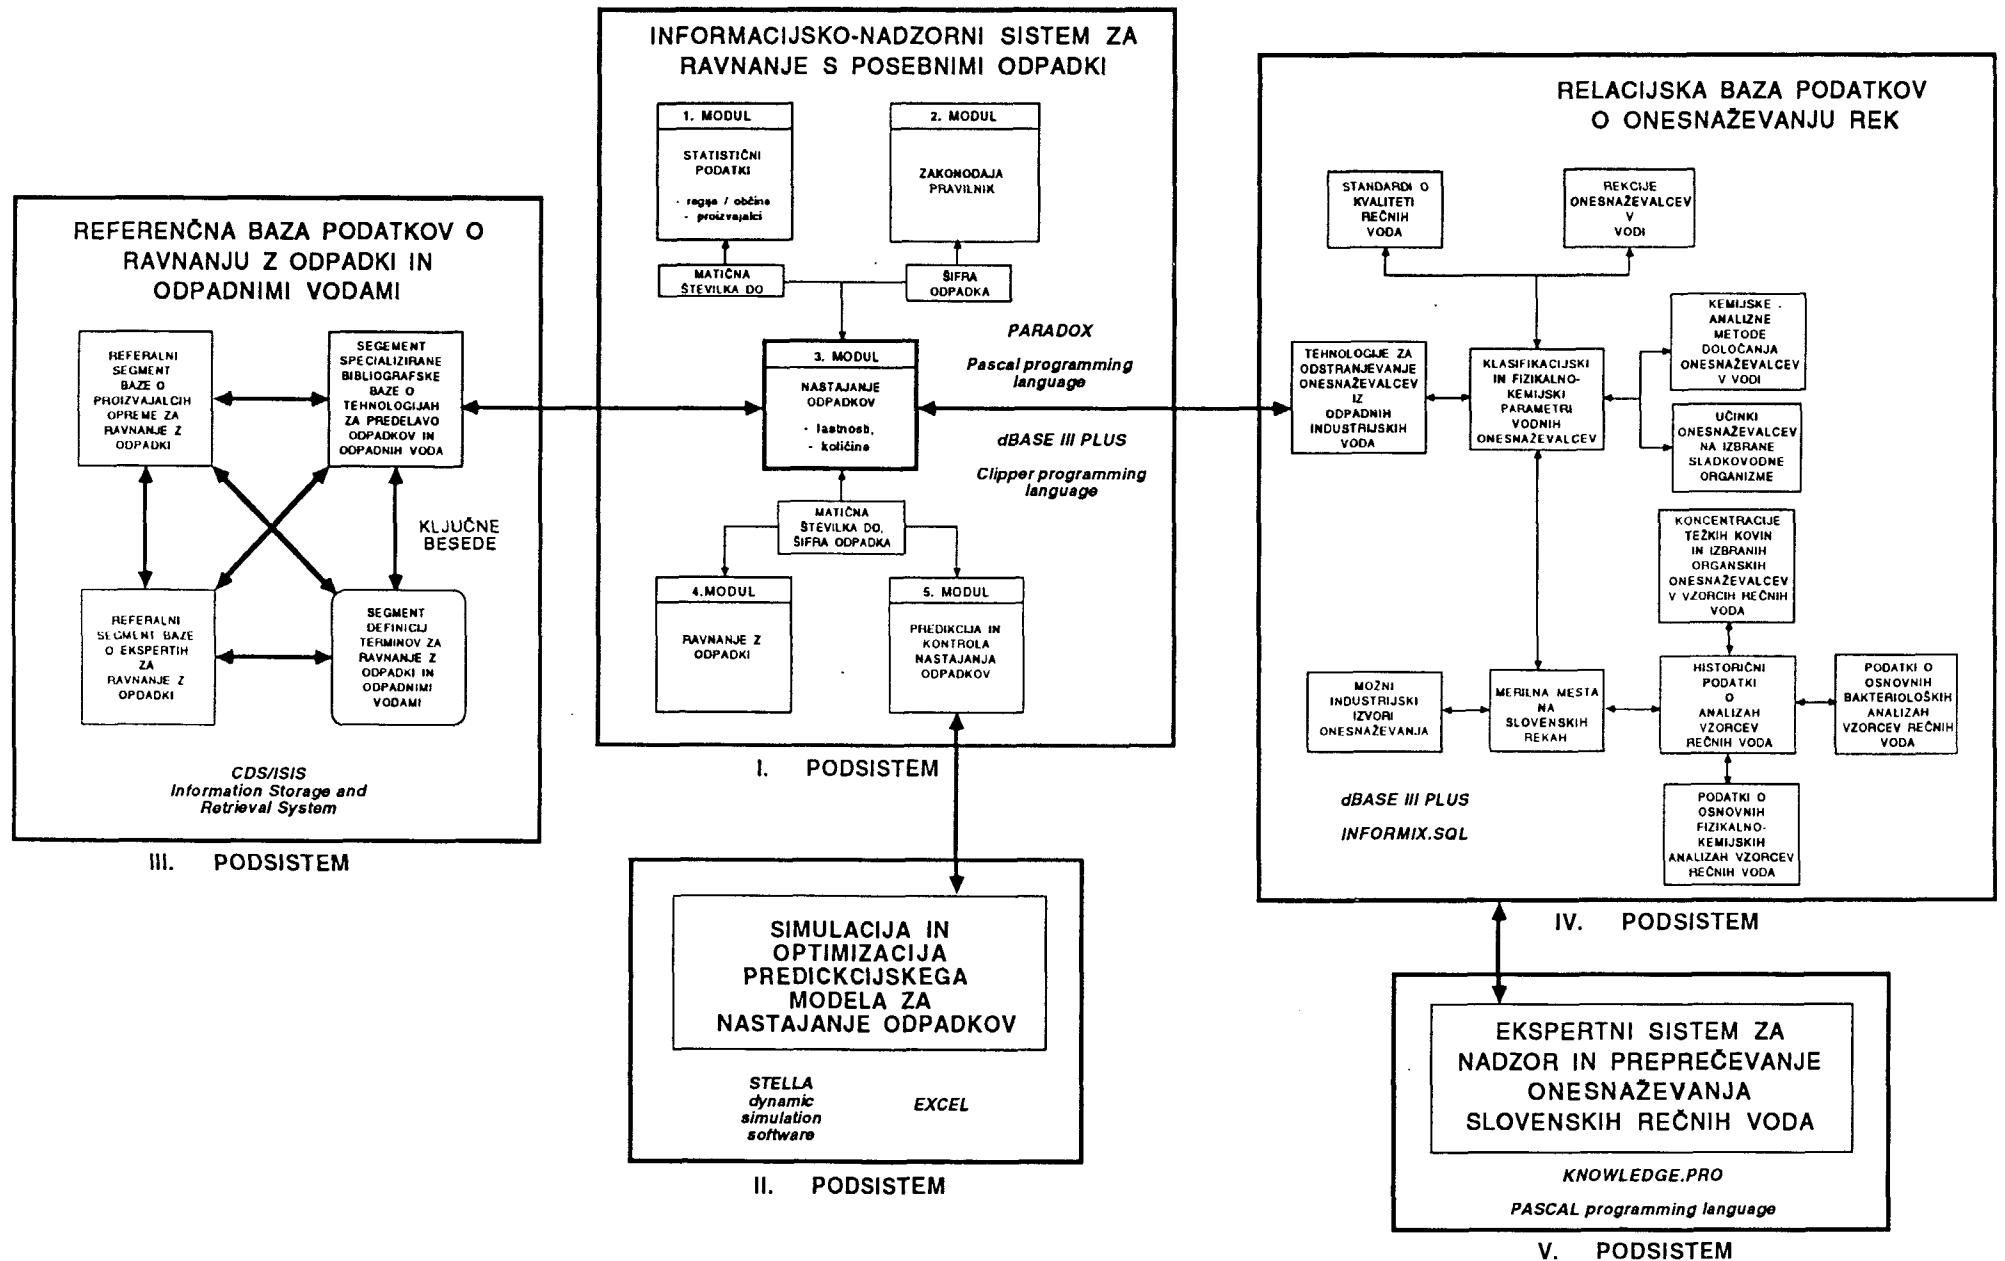 INFORMACIJSKO-NADZORNI SISTEM ZA
RAVNANJE S POSEBNIMI ODPADKI
1. MODUL
STATISTIČNI
PODATKI
- regije / občine
- proizvajalci
2. MODUL
ZAKONODAJA
PRAVILNIK
MATIČNA
ŠTEVILKA DO
ŠIFRA
ODPADKA
3. MODUL
NASTAJANJE
ODPADKOV
- lastnosti,
- količine
PARADOX
Pascal programming
language
dBASE III PLUS
Clipper programming
language
MATIČNA
ŠTEVILKA DO,
ŠIFRA ODPADKA
4.MODUL
RAVNANJE Z
ODPADKI
5. MODUL
PREDIKCIJA IN
KONTROLA
NASTAJANJA
ODPADKOV
I. PODSISTEM
REFERENČNA BAZA PODATKOV O
RAVNANJU Z ODPADKI IN
ODPADNIMI VODAMI
REFERALNI
SEGMENT
BAZE O
PROIZVAJALCIH
OPREME ZA
RAVNANJE Z
ODPADKI
SEGEMENT
SPECIALIZIRANE
BIBLIOGRAFSKE
BAZE O
TEHNOLOGIJAH
ZA PREDELAVO
ODPADKOV IN
ODPADNIH VODA
KLJUČNE
BESEDE
REFERALNI
SEGMENT BAZE
O EKSPERTIH
ZA
RAVNANJE Z
OPDADKI
SEGMENT
DEFINICIJ
TERMINOV ZA
RAVNANJE Z
ODPADKI IN
ODPADNIMI
VODAMI
CDS/ISIS
Information Storage and
Retrieval System
III. PODSISTEM
SIMULACIJA IN
OPTIMIZACIJA
PREDICKCIJSKEGA
MODELA ZA
NASTAJANJE ODPADKOV
STELLA
dynamic
simulation
software
EXCEL
II. PODSISTEM
RELACIJSKA BAZA PODATKOV
O ONESNAŽEVANJU REK
STANDARDI O
KVALITETI
REČNIH
VODA
REKCIJE
ONESNAŽEVALCEV
V
VODI
TEHNOLOGIJE ZA
ODSTRANJEVANJE
ONESNAŽEVALCEV
IZ
ODPADNIH
INDUSTRIJSKIH
VODA
KLASIFIKACIJSKI
IN FIZIKALNO-
KEMIJSKI
PARAMETRI
VODNIH
ONESNAŽEVALCEV
KEMIJSKE
ANALIZNE
METODE
DOLOČANJA
ONESNAŽEVALCEV
V VODI
UČINKI
ONESNAŽEVALCEV
NA IZBRANE
SLADKOVODNE
ORGANIZME
KONCENTRACIJE
TEŽKIH KOVIN
IN IZBRANIH
ORGANSKIH
ONESNAŽEVALCEV
V VZORCIH REČNIH
VODA
MOŽNI
INDUSTRIJSKI
IZVORI
ONESNAŽEVANJA
MERILNA MESTA
NA
SLOVENSKIH
REKAH
HISTORIČNI
PODATKI
O
ANALIZAH
VZORCEV
REČNIH VODA
PODATKI O
OSNOVNIH
BAKTERIOLOŠKIH
ANALIZAH
VZORCEV REČNIH
VODA
PODATKI O
OSNOVNIH
FIZIKALNO-
KEMIJSKIH
ANALIZAH VZORCEV
REČNIH VODA
dBASE III PLUS
INFORMIX.SQL
IV. PODSISTEM
EKSPERTNI SISTEM ZA
NADZOR IN PREPREČEVANJE
ONESNAŽEVANJA
SLOVENSKIH REČNIH VODA
KNOWLEDGE.PRO
PASCAL programming language
V. PODSISTEM